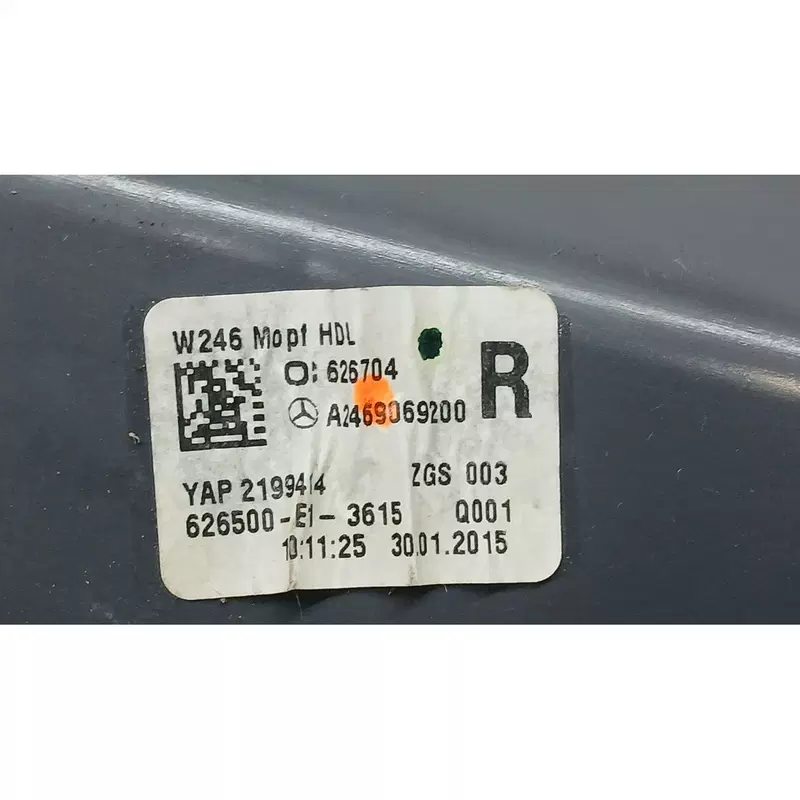 W246 Mopf HDL
O: 626704
A2469069200
R
YAP 2199414 ZGS 003
626500-E1-3615 Q001
10:11:25 30.01.2015